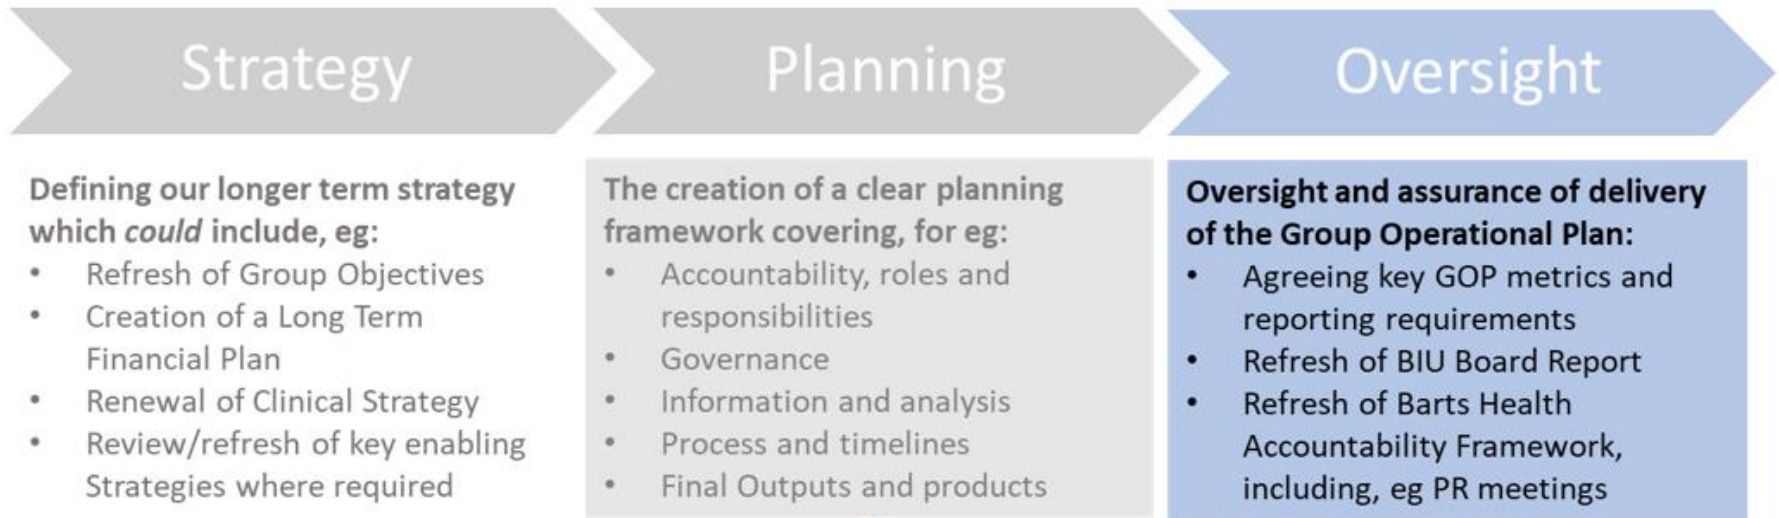 Strategy
Planning
Oversight
Defining our longer term strategy
which could include, eg:
• Refresh of Group Objectives
• Creation of a Long Term
Financial Plan
• Renewal of Clinical Strategy
• Review/refresh of key enabling
Strategies where required
The creation of a clear planning
framework covering, for eg:
• Accountability, roles and
responsibilities
• Governance
• Information and analysis
• Process and timelines
• Final Outputs and products
Oversight and assurance of delivery
of the Group Operational Plan:
• Agreeing key GOP metrics and
reporting requirements
• Refresh of BIU Board Report
• Refresh of Barts Health
Accountability Framework,
including, eg PR meetings